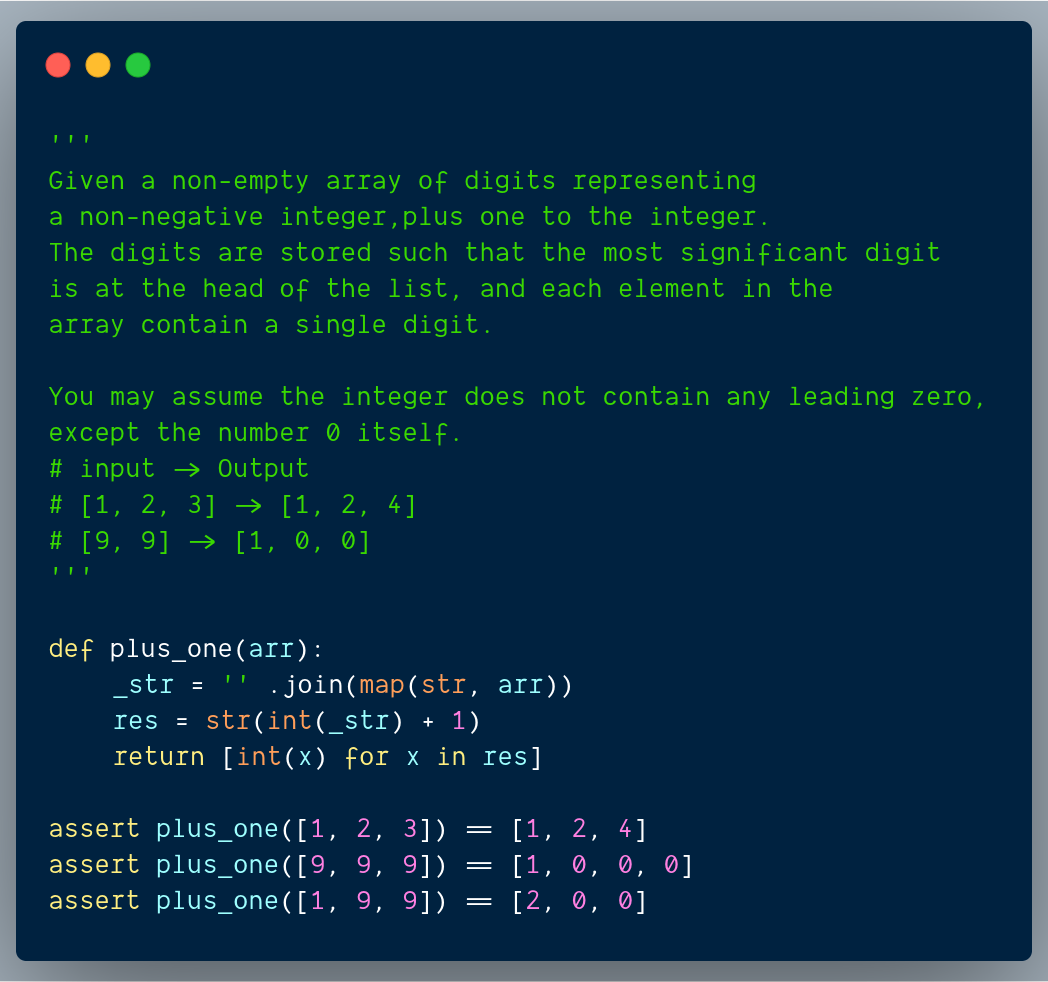 '''
Given a non-empty array of digits representing
a non-negative integer,plus one to the integer.
The digits are stored such that the most significant digit
is at the head of the list, and each element in the
array contain a single digit.

You may assume the integer does not contain any leading zero,
except the number 0 itself.
# input -> Output
# [1, 2, 3] -> [1, 2, 4]
# [9, 9] -> [1, 0, 0]
'''

def plus_one(arr):
    _str = '' .join(map(str, arr))
    res = str(int(_str) + 1)
    return [int(x) for x in res]

assert plus_one([1, 2, 3]) == [1, 2, 4]
assert plus_one([9, 9, 9]) == [1, 0, 0, 0]
assert plus_one([1, 9, 9]) == [2, 0, 0]